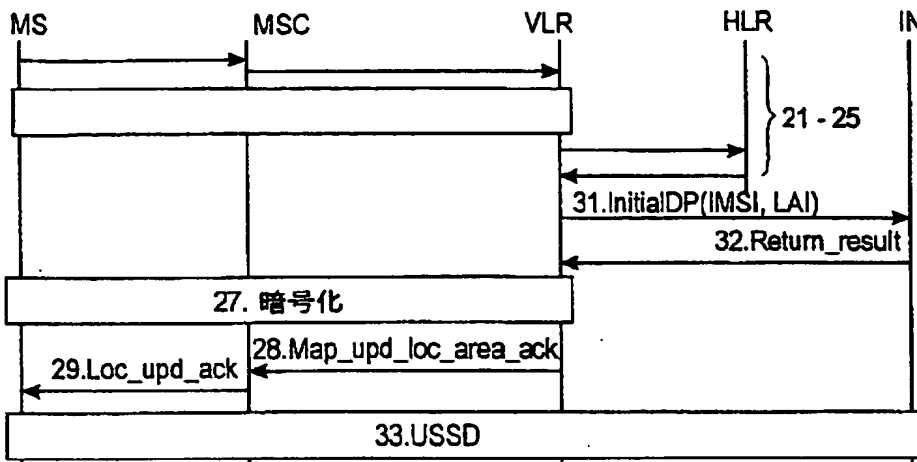 MS MSC VLR HLR IN
21 - 25
31.InitialDP(IMSI, LAI)
32.Return_result
27. 暗号化
28.Map_upd_loc_area_ack
29.Loc_upd_ack
33.USSD